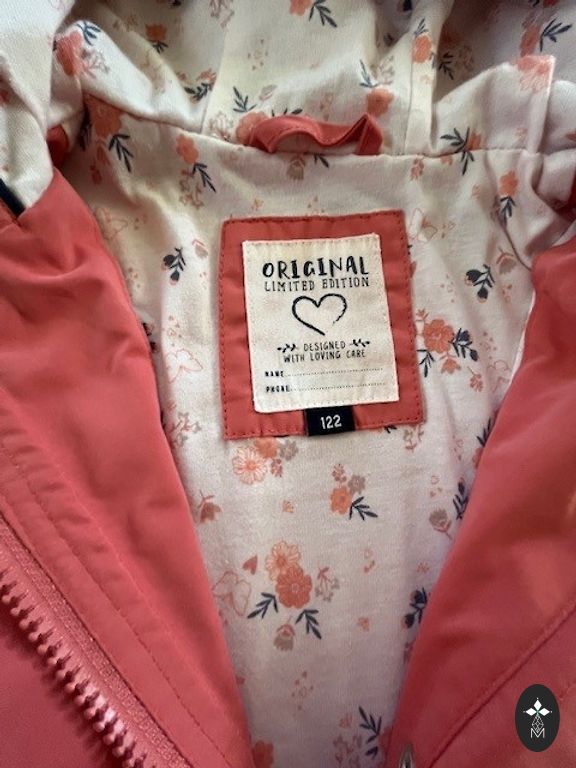 ORIGINAL
LIMITED EDITION
DESIGNED
WITH LOVING CARE
NAME
PHONE
122